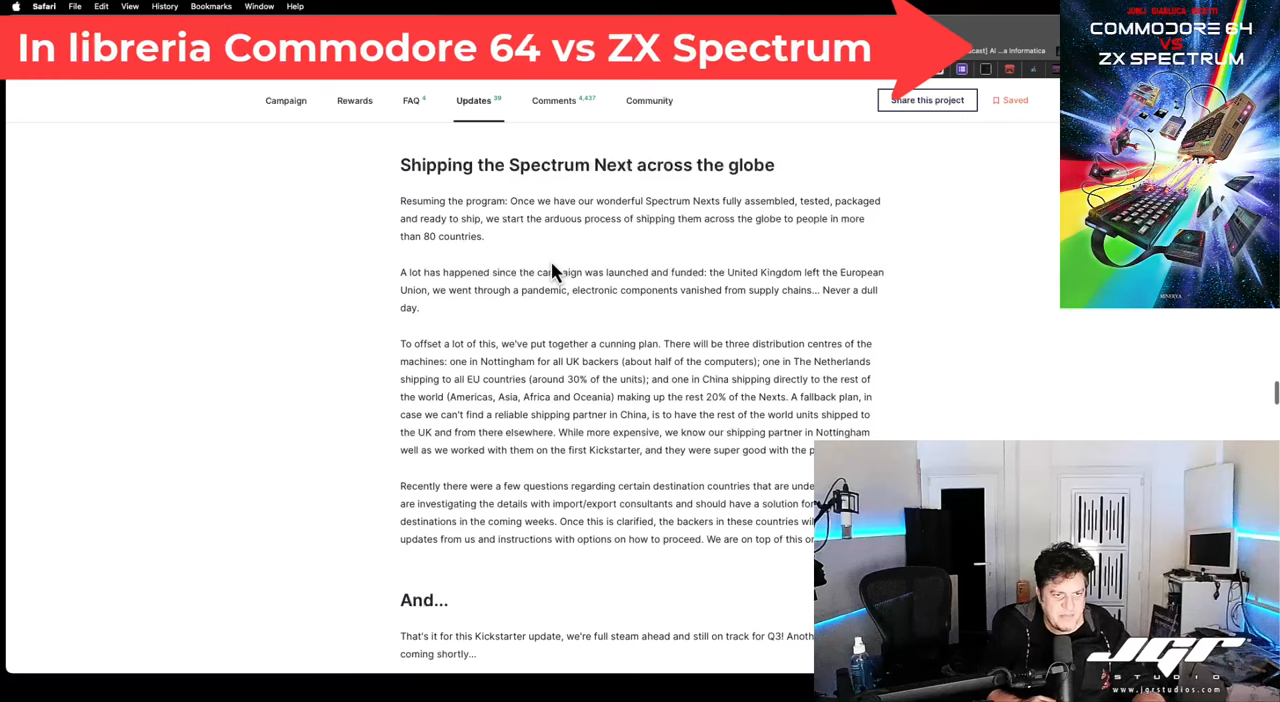 Safari File Edit View History Bookmarks Window Help
In libreria Commodore 64 vs ZX Spectrum
cast] AI ...a Informatica
Campaign Rewards FAQ 4 Updates 39 Comments 4,437 Community Share this project Saved
COMMODORE 64
VS
ZX SPECTRUM
MINERVA
Shipping the Spectrum Next across the globe
Resuming the program: Once we have our wonderful Spectrum Nexts fully assembled, tested, packaged
and ready to ship, we start the arduous process of shipping them across the globe to people in more
than 80 countries.
A lot has happened since the campaign was launched and funded: the United Kingdom left the European
Union, we went through a pandemic, electronic components vanished from supply chains... Never a dull
day.
To offset a lot of this, we've put together a cunning plan. There will be three distribution centres of the
machines: one in Nottingham for all UK backers (about half of the computers); one in The Netherlands
shipping to all EU countries (around 30% of the units); and one in China shipping directly to the rest of
the world (Americas, Asia, Africa and Oceania) making up the rest 20% of the Nexts. A fallback plan, in
case we can't find a reliable shipping partner in China, is to have the rest of the world units shipped to
the UK and from there elsewhere. While more expensive, we know our shipping partner in Nottingham
well as we worked with them on the first Kickstarter, and they were super good with the p
Recently there were a few questions regarding certain destination countries that are unde
are investigating the details with import/export consultants and should have a solution for
destinations in the coming weeks. Once this is clarified, the backers in these countries wil
updates from us and instructions with options on how to proceed. We are on top of this o
And...
That's it for this Kickstarter update, we're full steam ahead and still on track for Q3! Anoth
coming shortly...
JGR
STUDIO
www.jgrstudios.com